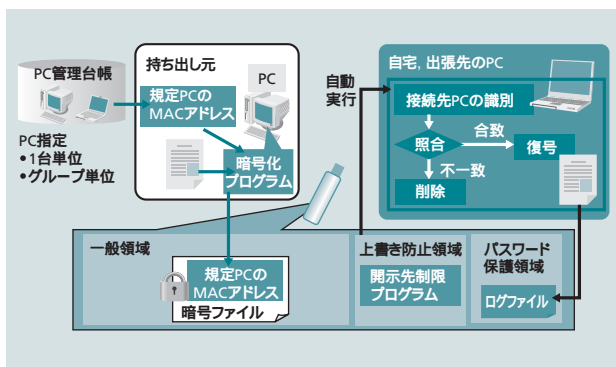 PC管理台帳
PC指定
•1台単位
•グループ単位
持ち出し元
PC
規定PCの
MACアドレス
暗号化
プログラム
自動
実行
自宅, 出張先のPC
接続先PCの識別
照合
合致
復号
不一致
削除
一般領域
規定PCの
MACアドレス
暗号ファイル
上書き防止領域
開示先制限
プログラム
パスワード
保護領域
ログファイル